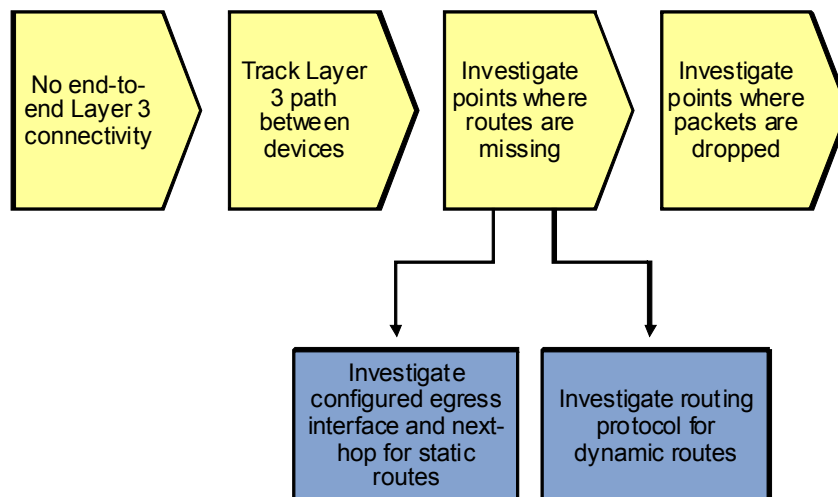 No end-to-
end Layer 3
connectivity
Track Layer
3 path
between
devices
Investigate
points where
routes are
missing
Investigate
points where
packets are
dropped
Investigate
configured egress
interface and next-
hop for static
routes
Investigate routing
protocol for
dynamic routes